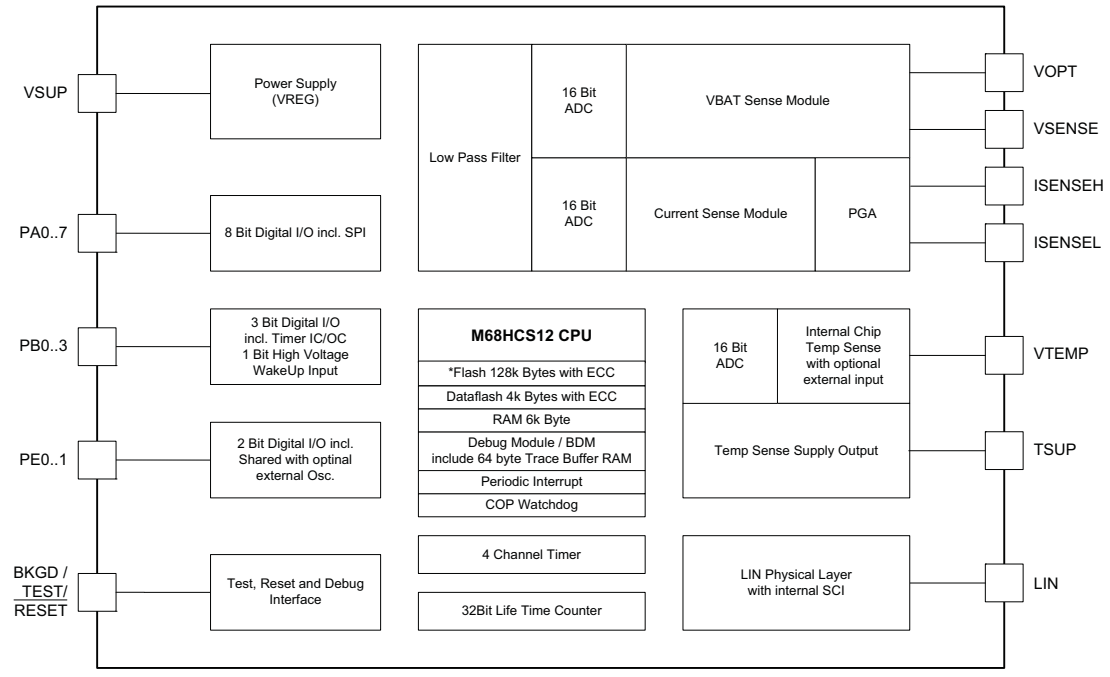 VSUP
Power Supply
(VREG)
Low Pass Filter
16 Bit
ADC
VBAT Sense Module
VOPT
VSENSE
PA0..7
8 Bit Digital I/O incl. SPI
16 Bit
ADC
Current Sense Module
PGA
ISENSEH
ISENSEL
PB0..3
3 Bit Digital I/O
incl. Timer IC/OC
1 Bit High Voltage
WakeUp Input
M68HCS12 CPU
*Flash 128k Bytes with ECC
Dataflash 4k Bytes with ECC
RAM 6k Byte
Debug Module / BDM
include 64 byte Trace Buffer RAM
Periodic Interrupt
COP Watchdog
16 Bit
ADC
Internal Chip
Temp Sense
with optional
external input
VTEMP
PE0..1
2 Bit Digital I/O incl.
Shared with optinal
external Osc.
Temp Sense Supply Output
TSUP
BKGD /
TEST/
RESET
Test, Reset and Debug
Interface
4 Channel Timer
32Bit Life Time Counter
LIN Physical Layer
with internal SCI
LIN